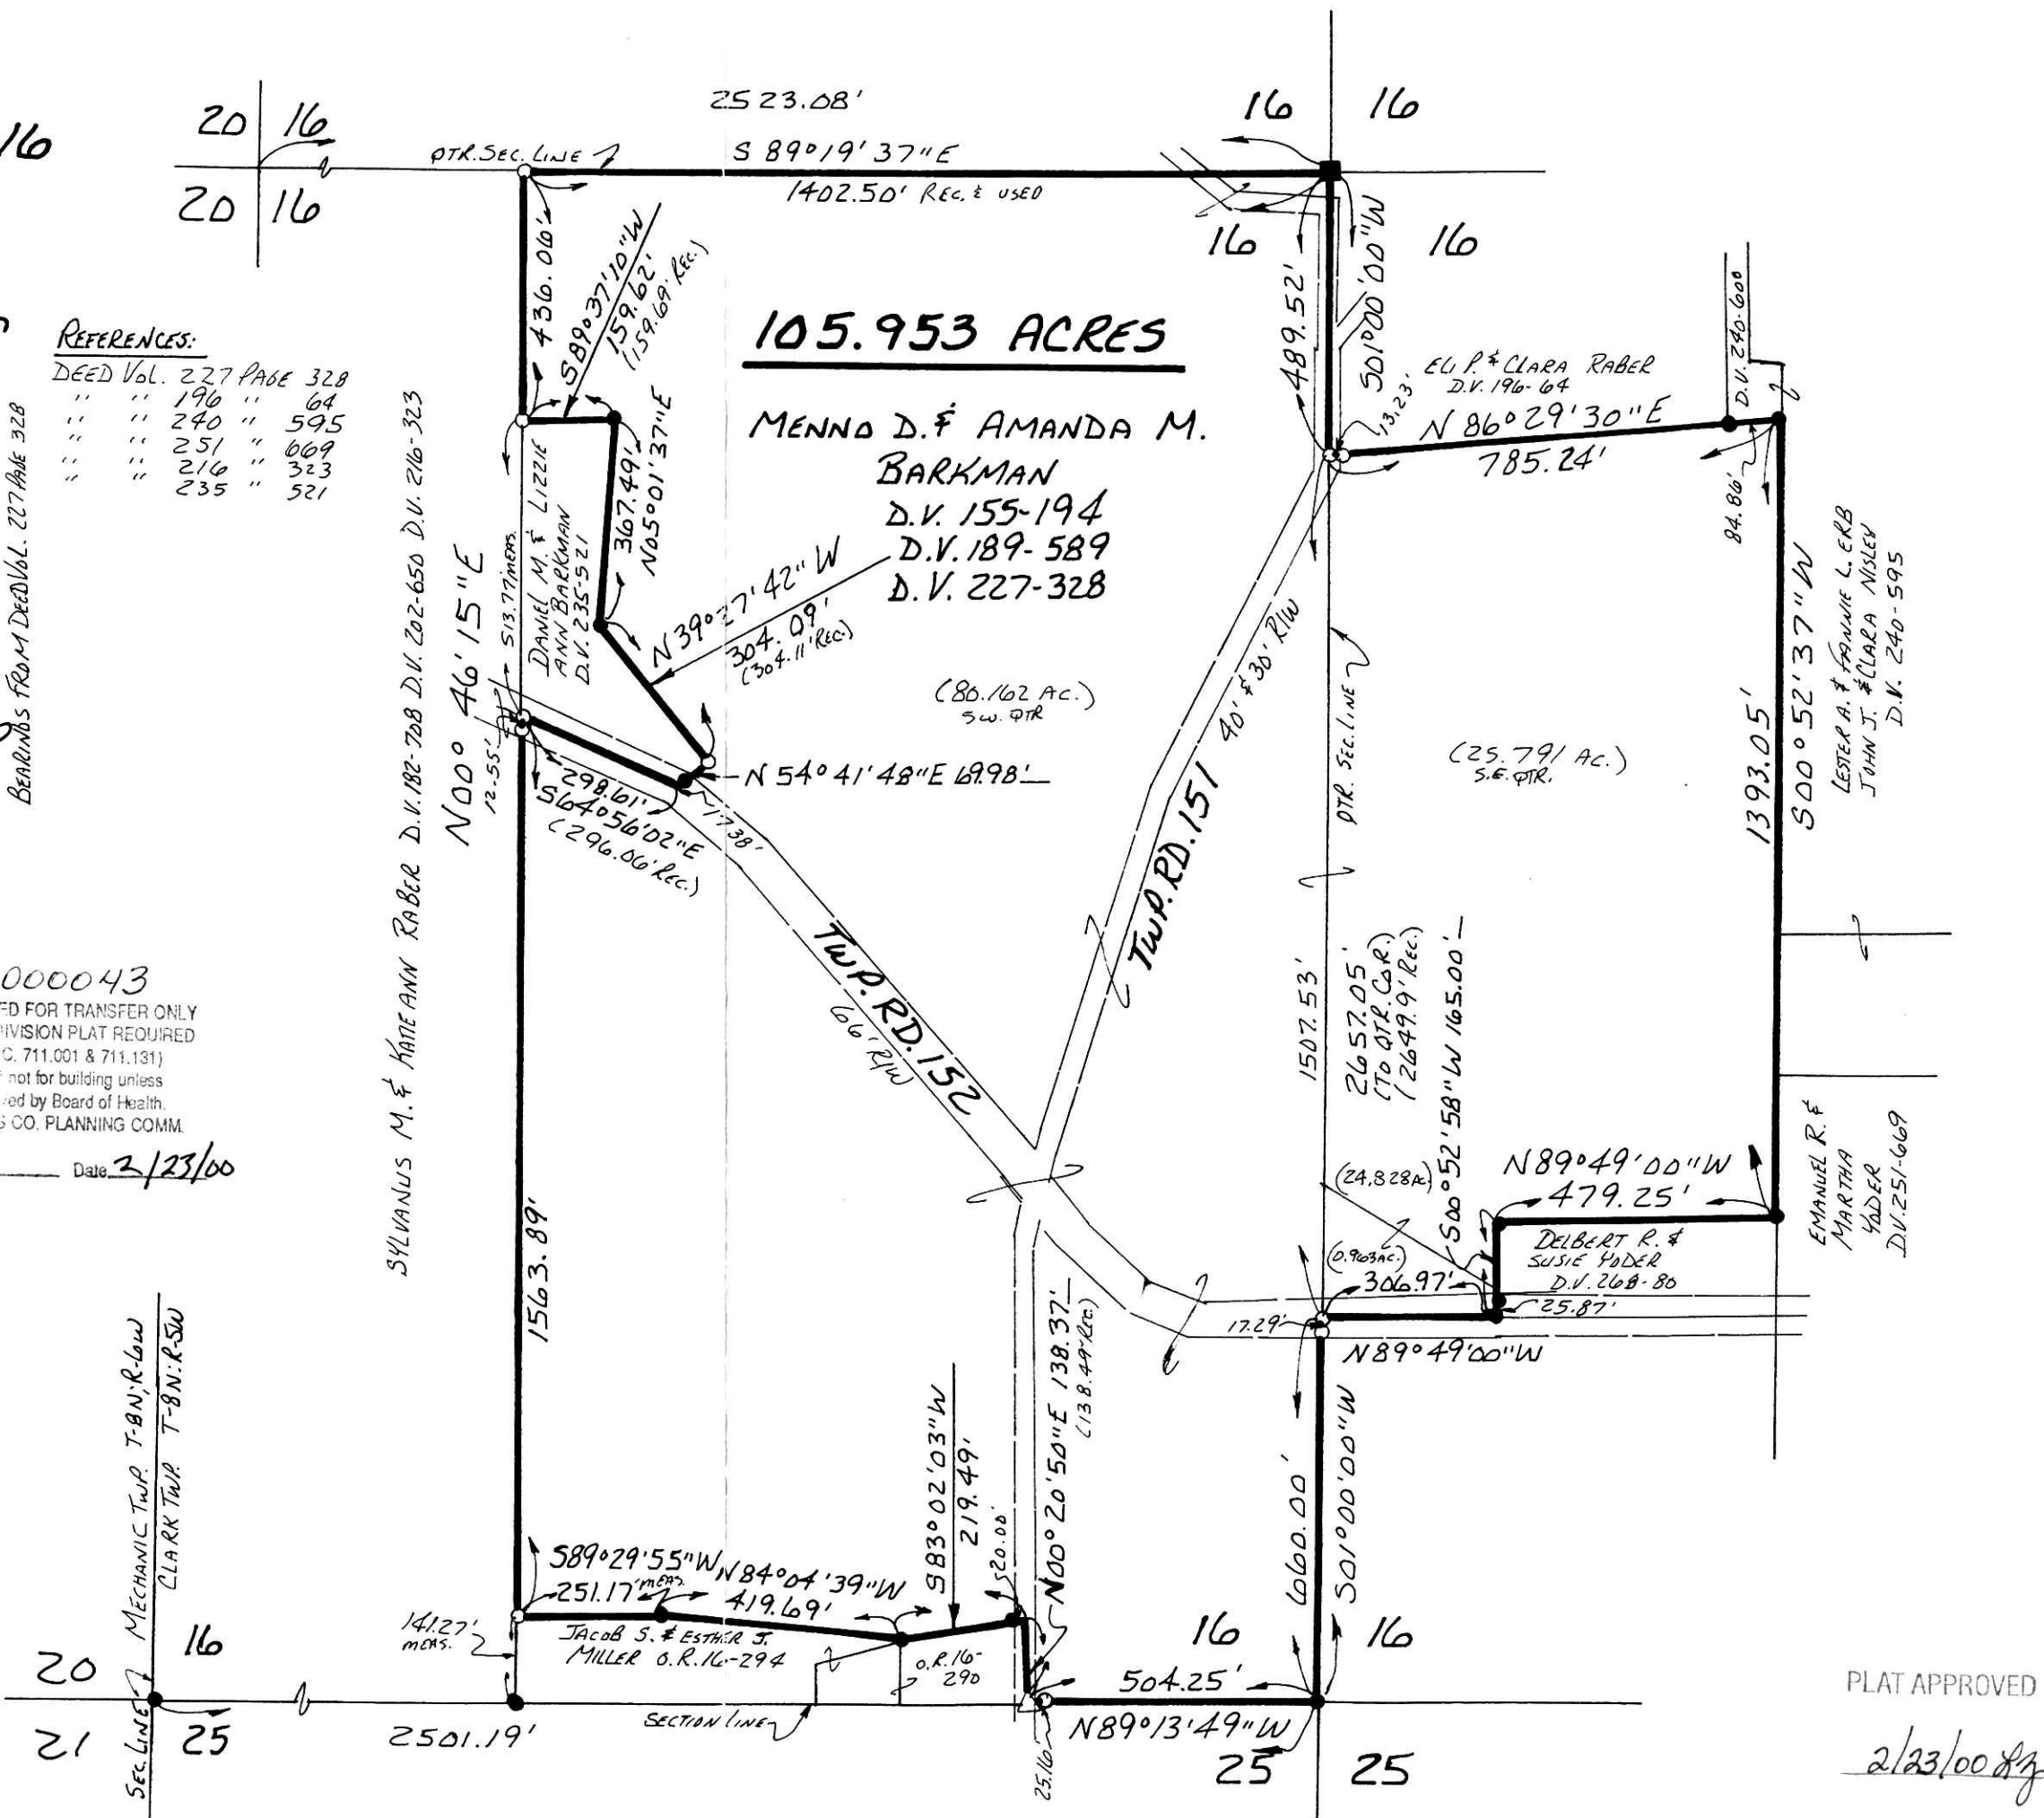 2523.08'
20 16
20 16
16
QTR. SEC. LINE
S 89°19'37"E
1402.50' REC. & USED
16 16
16 16
436.06'
S89°37'10"W
159.62'
(159.69' REC.)
105.953 ACRES
489.52'
S01°00'00"W
13.23'
ELI P. & CLARA RABER
D.V. 196-64
N 86°29'30"E
785.24'
D.V. 240-600
84.86'
REFERENCES:
DEED VOL. 227 PAGE 328
" " 196 " 64
" " 240 " 595
" " 251 " 669
" " 216 " 323
" " 235 " 521
BEARINGS FROM DEED VOL. 227 PAGE 328
MENNO D. & AMANDA M.
BARKMAN
D.V. 155-194
D.V. 189-589
D.V. 227-328
367.49'
N05°01'37"E
N39°27'42"W
304.09'
(304.11' REC.)
DANIEL M. & LIZZIE
ANN BARKMAN
D.V. 235-521
513.77' MEAS.
N00°46'15"E
12.55'
SYLVANUS M. & KATIE ANN RABER D.V. 182-708 D.V. 202-650 D.V. 216-323
(80.162 AC.)
S.W. QTR
N 54°41'48"E 69.98'
298.61'
S64°56'02"E
(296.06' REC.)
17.38'
TWP. RD. 151 40' & 30' R/W
QTR. SEC. LINE
(25.791 AC.)
S.E. QTR.
1393.05'
S00°52'37"W
LESTER A. & FANNIE L. ERB
JOHN J. & CLARA NISLEY
D.V. 240-595
TWP. RD. 152
66' R/W
1507.53'
2657.05'
(TO QTR. COR.)
(2649.9' REC.)
S00°52'58"W 165.00'
000043
ED FOR TRANSFER ONLY
IVISION PLAT REQUIRED
C. 711.001 & 711.131)
not for building unless
ed by Board of Health.
S CO. PLANNING COMM.
Date 2/23/00
(24.828 AC)
(0.963 AC.)
306.97'
N89°49'00"W
479.25'
DELBERT R. &
SUSIE YODER
D.V. 268-80
25.87'
17.29'
N89°49'00"W
EMANUEL R. &
MARTHA
YODER
D.V. 251-669
1563.89'
MECHANIC TWP. T-8N; R-6W
CLARK TWP. T-8N; R-5W
SEC. LINE
S89°29'55"W
251.17' MEAS.
N84°04'39"W
419.69'
S83°02'03"W
219.49'
20.00'
N00°20'50"E 138.37'
(138.49' REC.)
660.00'
S01°00'00"W
141.27'
MEAS.
JACOB S. & ESTHER J.
MILLER O.R. 16-294
O.R. 16-
290
16 16
504.25'
N89°13'49"W
25.16'
20 16
21 25
2501.19'
SECTION LINE
25 25
PLAT APPROVED
2/23/00